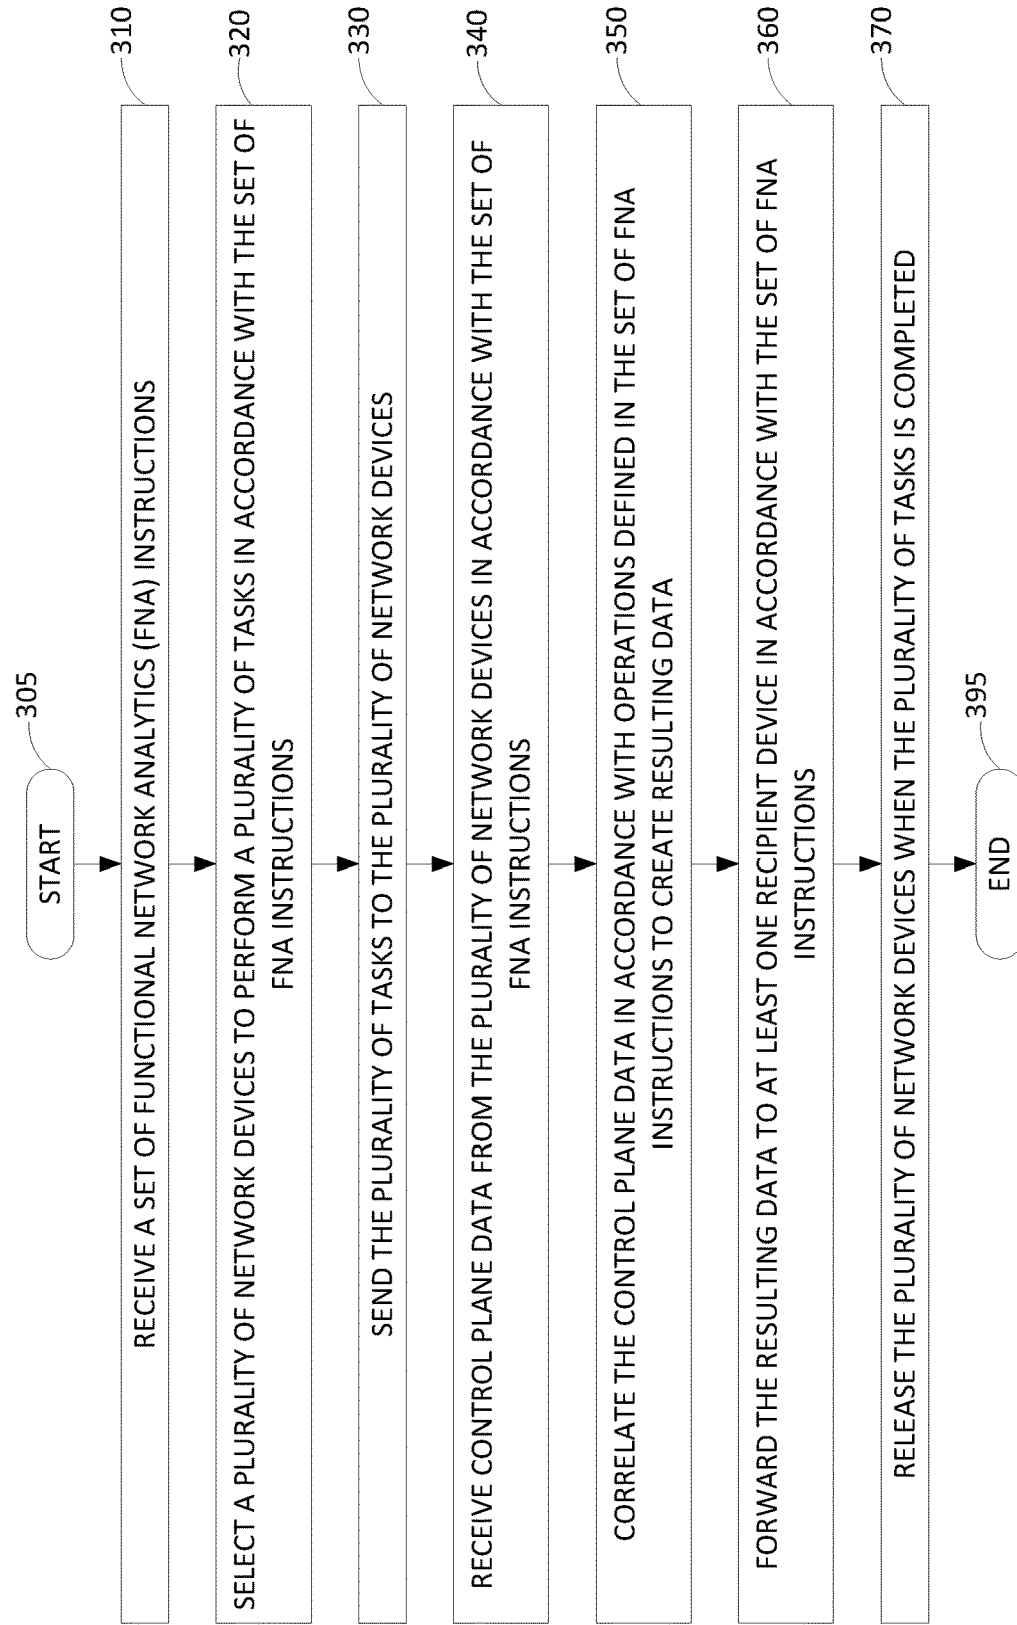 START
305
RECEIVE A SET OF FUNCTIONAL NETWORK ANALYTICS (FNA) INSTRUCTIONS
310
SELECT A PLURALITY OF NETWORK DEVICES TO PERFORM A PLURALITY OF TASKS IN ACCORDANCE WITH THE SET OF
FNA INSTRUCTIONS
320
SEND THE PLURALITY OF TASKS TO THE PLURALITY OF NETWORK DEVICES
330
RECEIVE CONTROL PLANE DATA FROM THE PLURALITY OF NETWORK DEVICES IN ACCORDANCE WITH THE SET OF
FNA INSTRUCTIONS
340
CORRELATE THE CONTROL PLANE DATA IN ACCORDANCE WITH OPERATIONS DEFINED IN THE SET OF FNA
INSTRUCTIONS TO CREATE RESULTING DATA
350
FORWARD THE RESULTING DATA TO AT LEAST ONE RECIPIENT DEVICE IN ACCORDANCE WITH THE SET OF FNA
INSTRUCTIONS
360
RELEASE THE PLURALITY OF NETWORK DEVICES WHEN THE PLURALITY OF TASKS IS COMPLETED
370
END
395